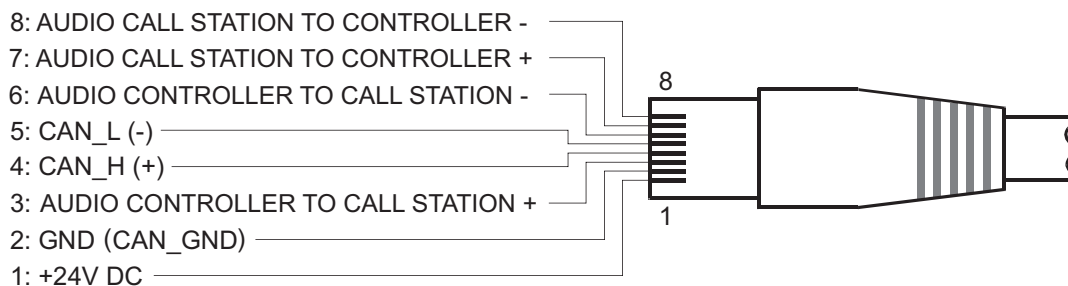 8: AUDIO CALL STATION TO CONTROLLER -
7: AUDIO CALL STATION TO CONTROLLER +
6: AUDIO CONTROLLER TO CALL STATION -
5: CAN_L (-)
4: CAN_H (+)
3: AUDIO CONTROLLER TO CALL STATION +
2: GND (CAN_GND)
1: +24V DC
8
1